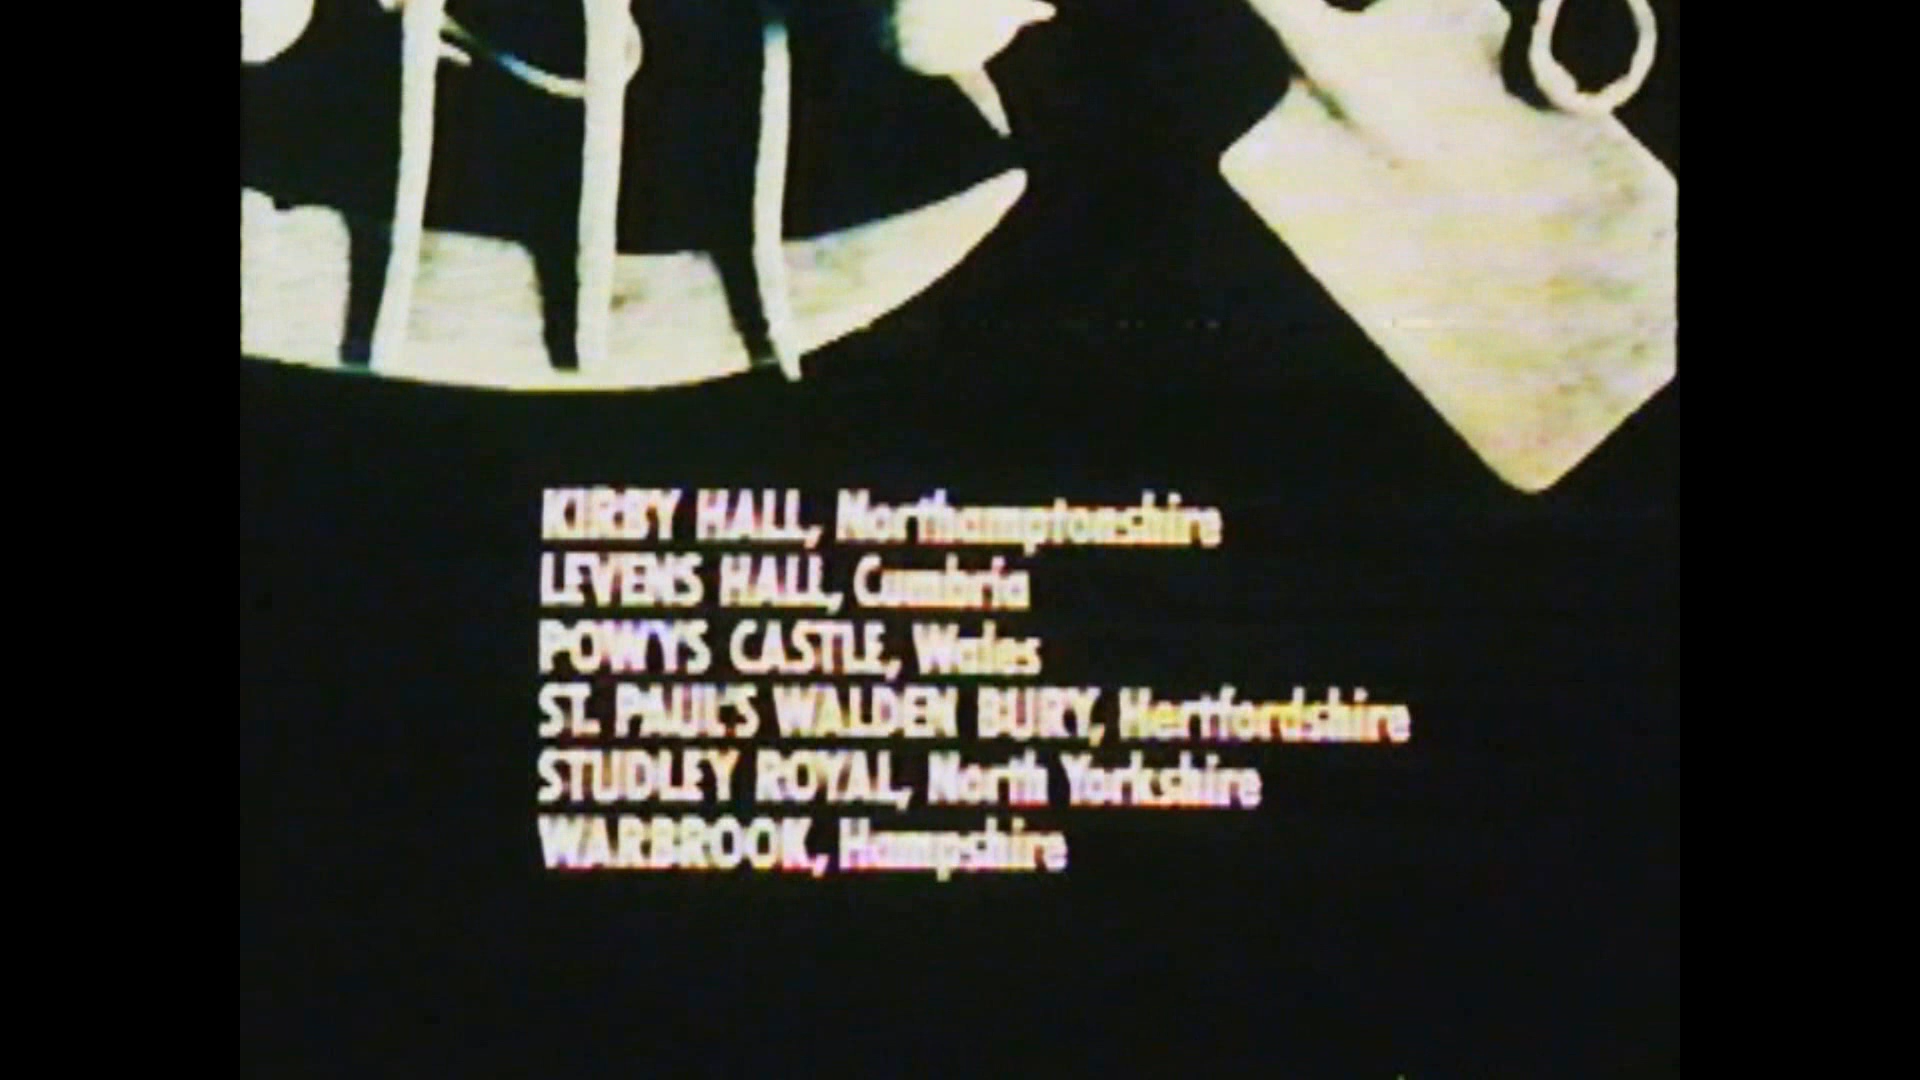 KIRBY HALL, Northamptonshire
LEVENS HALL, Cumbria
POWYS CASTLE, Wales
ST. PAUL'S WALDEN BURY, Hertfordshire
STUDLEY ROYAL, North Yorkshire
WARBROOK, Hampshire